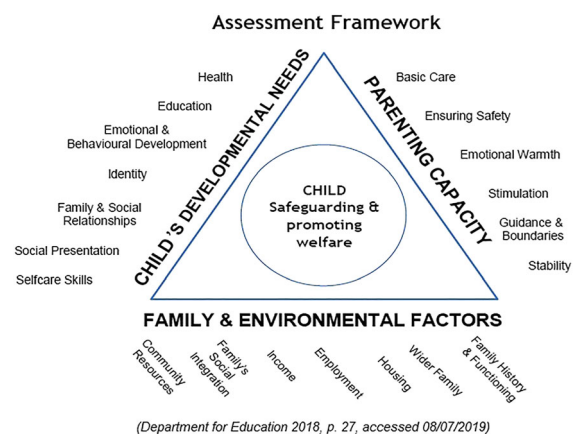 Assessment Framework
Health
Education
Emotional &
Behavioural Development
Identity
Family & Social
Relationships
Social Presentation
Selfcare Skills
CHILD'S DEVELOPMENTAL NEEDS
CHILD
Safeguarding &
promoting
welfare
PARENTING CAPACITY
Basic Care
Ensuring Safety
Emotional Warmth
Stimulation
Guidance &
Boundaries
Stability
FAMILY & ENVIRONMENTAL FACTORS
Community
Resources
Family's
Social
Integration
Income
Employment
Housing
Wider Family
Family History
& Functioning
(Department for Education 2018, p. 27, accessed 08/07/2019)